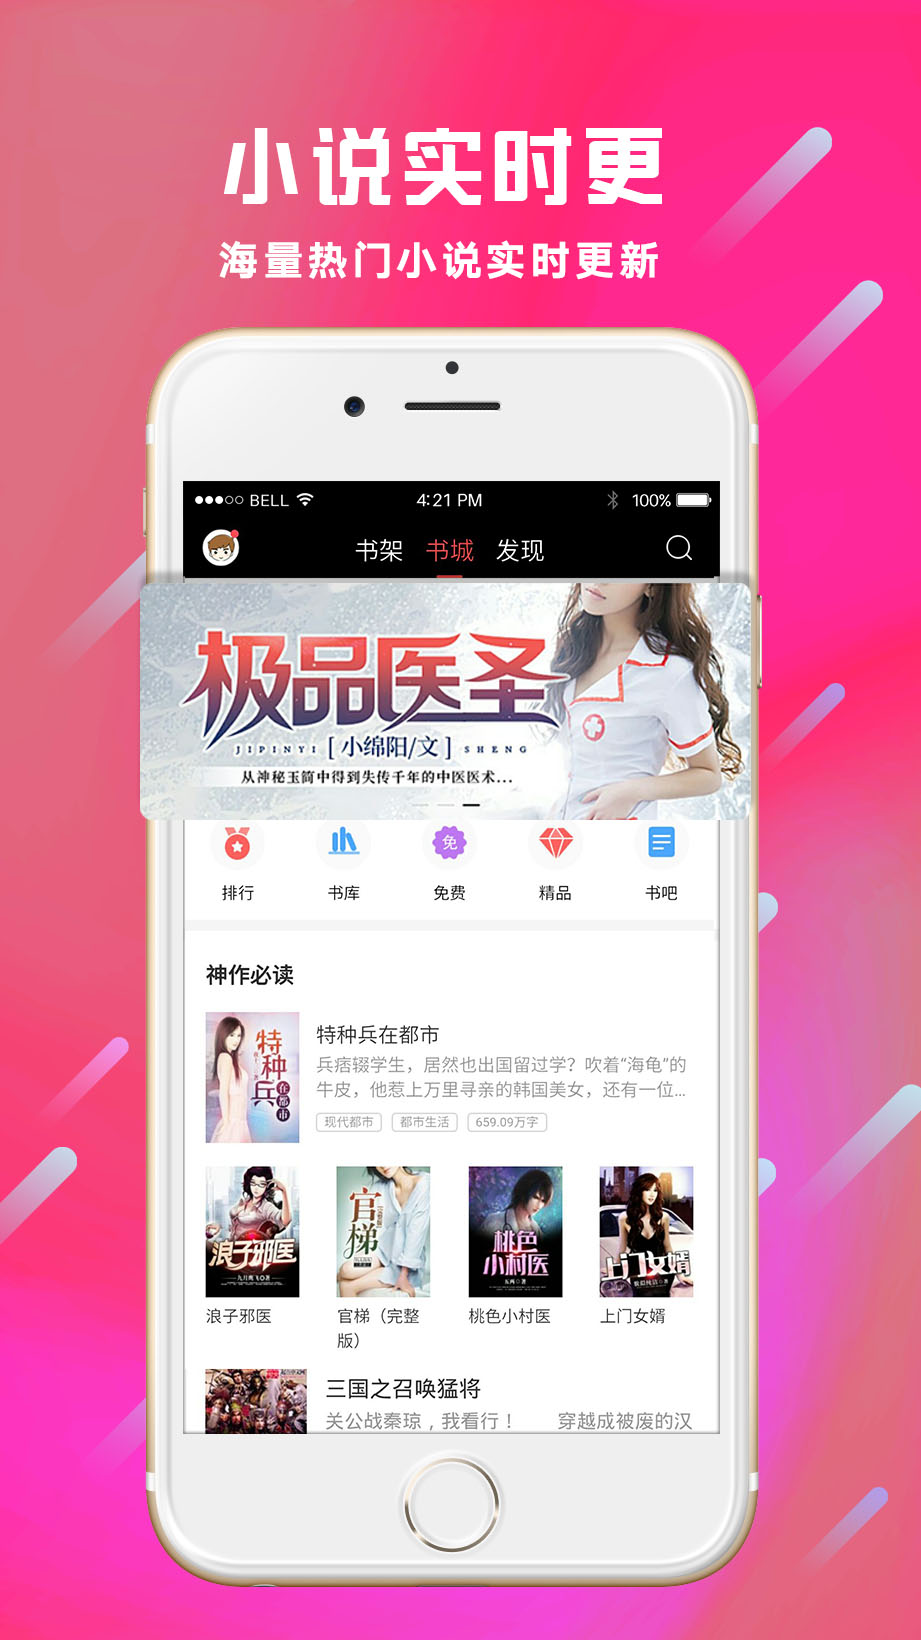 小说实时更
海量热门小说实时更新
BELL
4:21 PM
100%
书架 书城 发现
极品医圣
JIPINYI [小绵阳/文] SHENG
从神秘玉简中得到失传千年的中医医术...
免
排行 书库 免费 精品 书吧
神作必读
特种兵在都市
特种兵在都市
兵痞辍学生，居然也出国留过学？吹着“海龟”的
牛皮，他惹上万里寻亲的韩国美女，还有一位...
现代都市 都市生活 659.09万字
浪子邪医
官梯
桃色小村医
上门女婿
浪子邪医 官梯（完整版） 桃色小村医 上门女婿
三国之召唤猛将
关公战秦琼，我看行！ 穿越成被废的汉